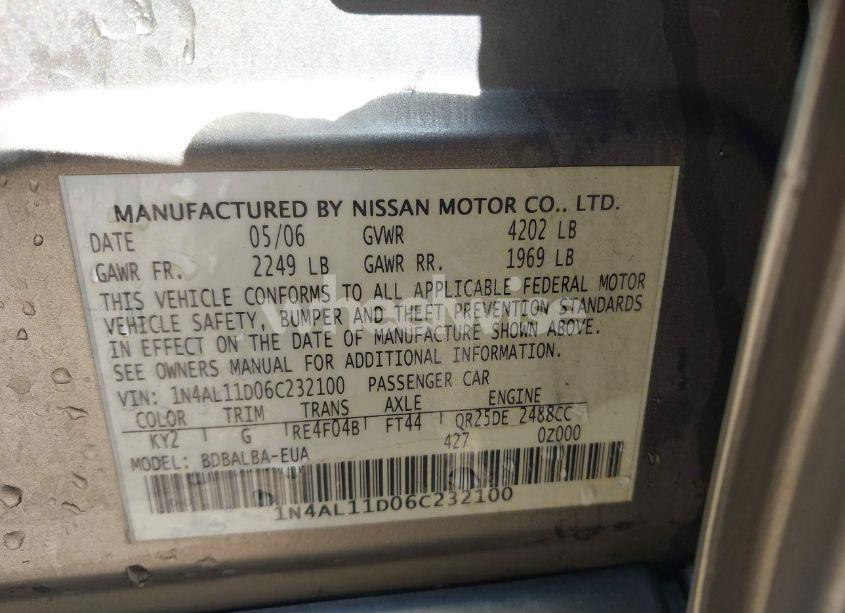 MANUFACTURED BY NISSAN MOTOR CO., LTD.
DATE 05/06 GVWR 4202 LB
GAWR FR. 2249 LB GAWR RR. 1969 LB
THIS VEHICLE CONFORMS TO ALL APPLICABLE FEDERAL MOTOR
VEHICLE SAFETY, BUMPER AND THEFT PREVENTION STANDARDS
IN EFFECT ON THE DATE OF MANUFACTURE SHOWN ABOVE.
SEE OWNERS MANUAL FOR ADDITIONAL INFORMATION.
VIN: 1N4AL11D06C232100 PASSENGER CAR
COLOR TRIM TRANS AXLE ENGINE
KY2 G RE4F04B FT44 QR25DE 2488CC
MODEL: BDBALBA-EUA 427 0Z000
1N4AL11D06C232100